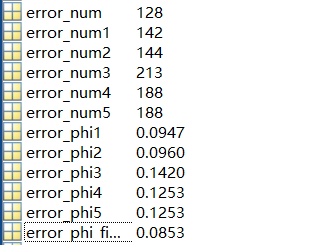 error_num 128
error_num1 142
error_num2 144
error_num3 213
error_num4 188
error_num5 188
error_phi1 0.0947
error_phi2 0.0960
error_phi3 0.1420
error_phi4 0.1253
error_phi5 0.1253
error_phi_fi... 0.0853